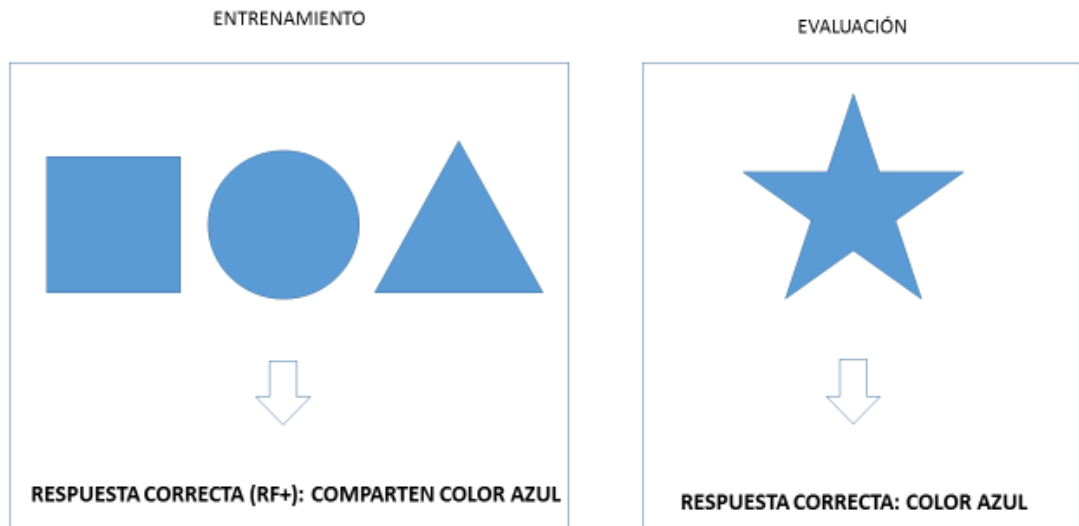 ENTRENAMIENTO
EVALUACIÓN
RESPUESTA CORRECTA (RF+): COMPARTEN COLOR AZUL
RESPUESTA CORRECTA: COLOR AZUL